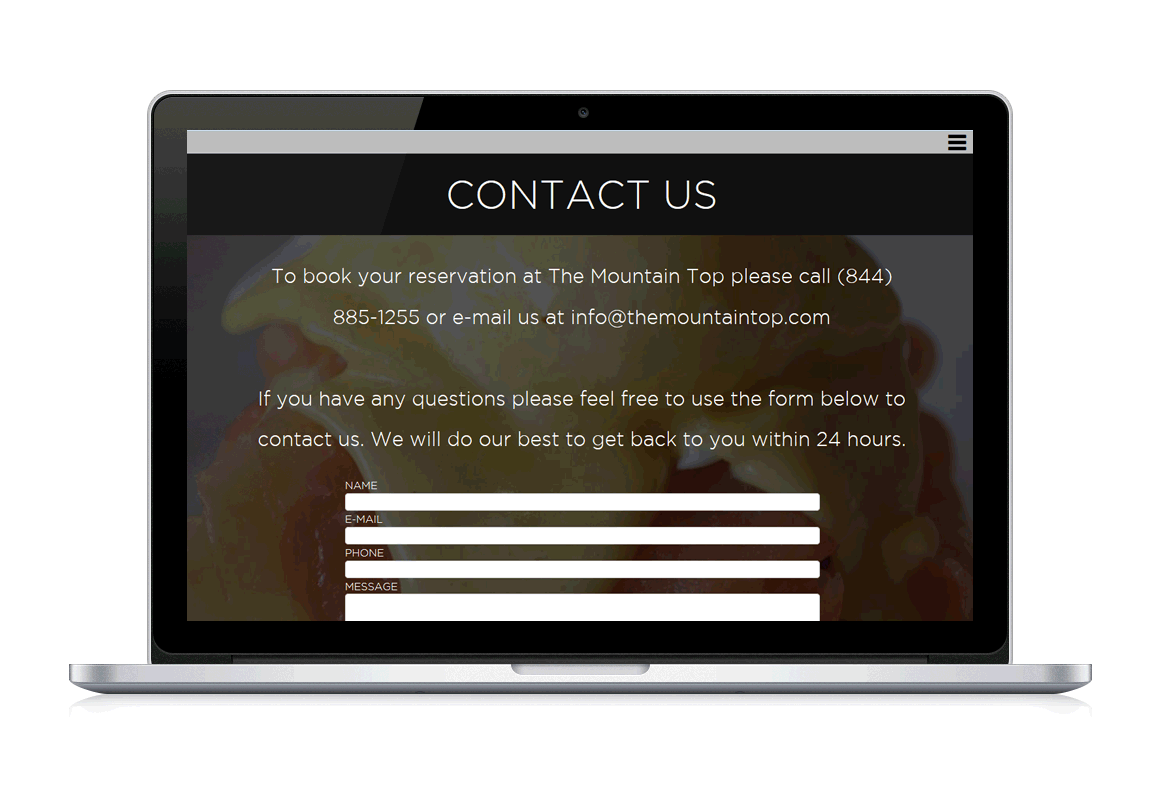 CONTACT US
To book your reservation at The Mountain Top please call (844)
885-1255 or e-mail us at info@themountaintop.com
If you have any questions please feel free to use the form below to
contact us. We will do our best to get back to you within 24 hours.
NAME
E-MAIL
PHONE
MESSAGE